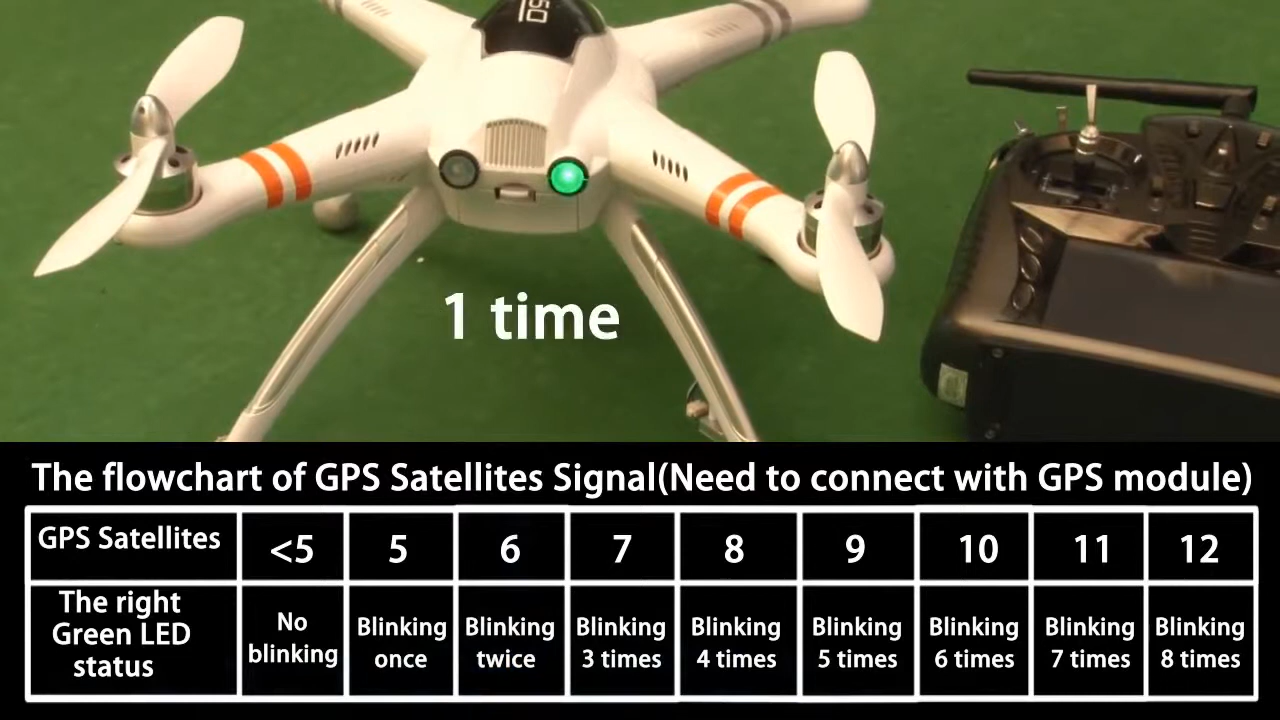 1 time
The flowchart of GPS Satellites Signal(Need to connect with GPS module)
GPS Satellites <5 5 6 7 8 9 10 11 12
The right Green LED status No blinking Blinking once Blinking twice Blinking 3 times Blinking 4 times Blinking 5 times Blinking 6 times Blinking 7 times Blinking 8 times